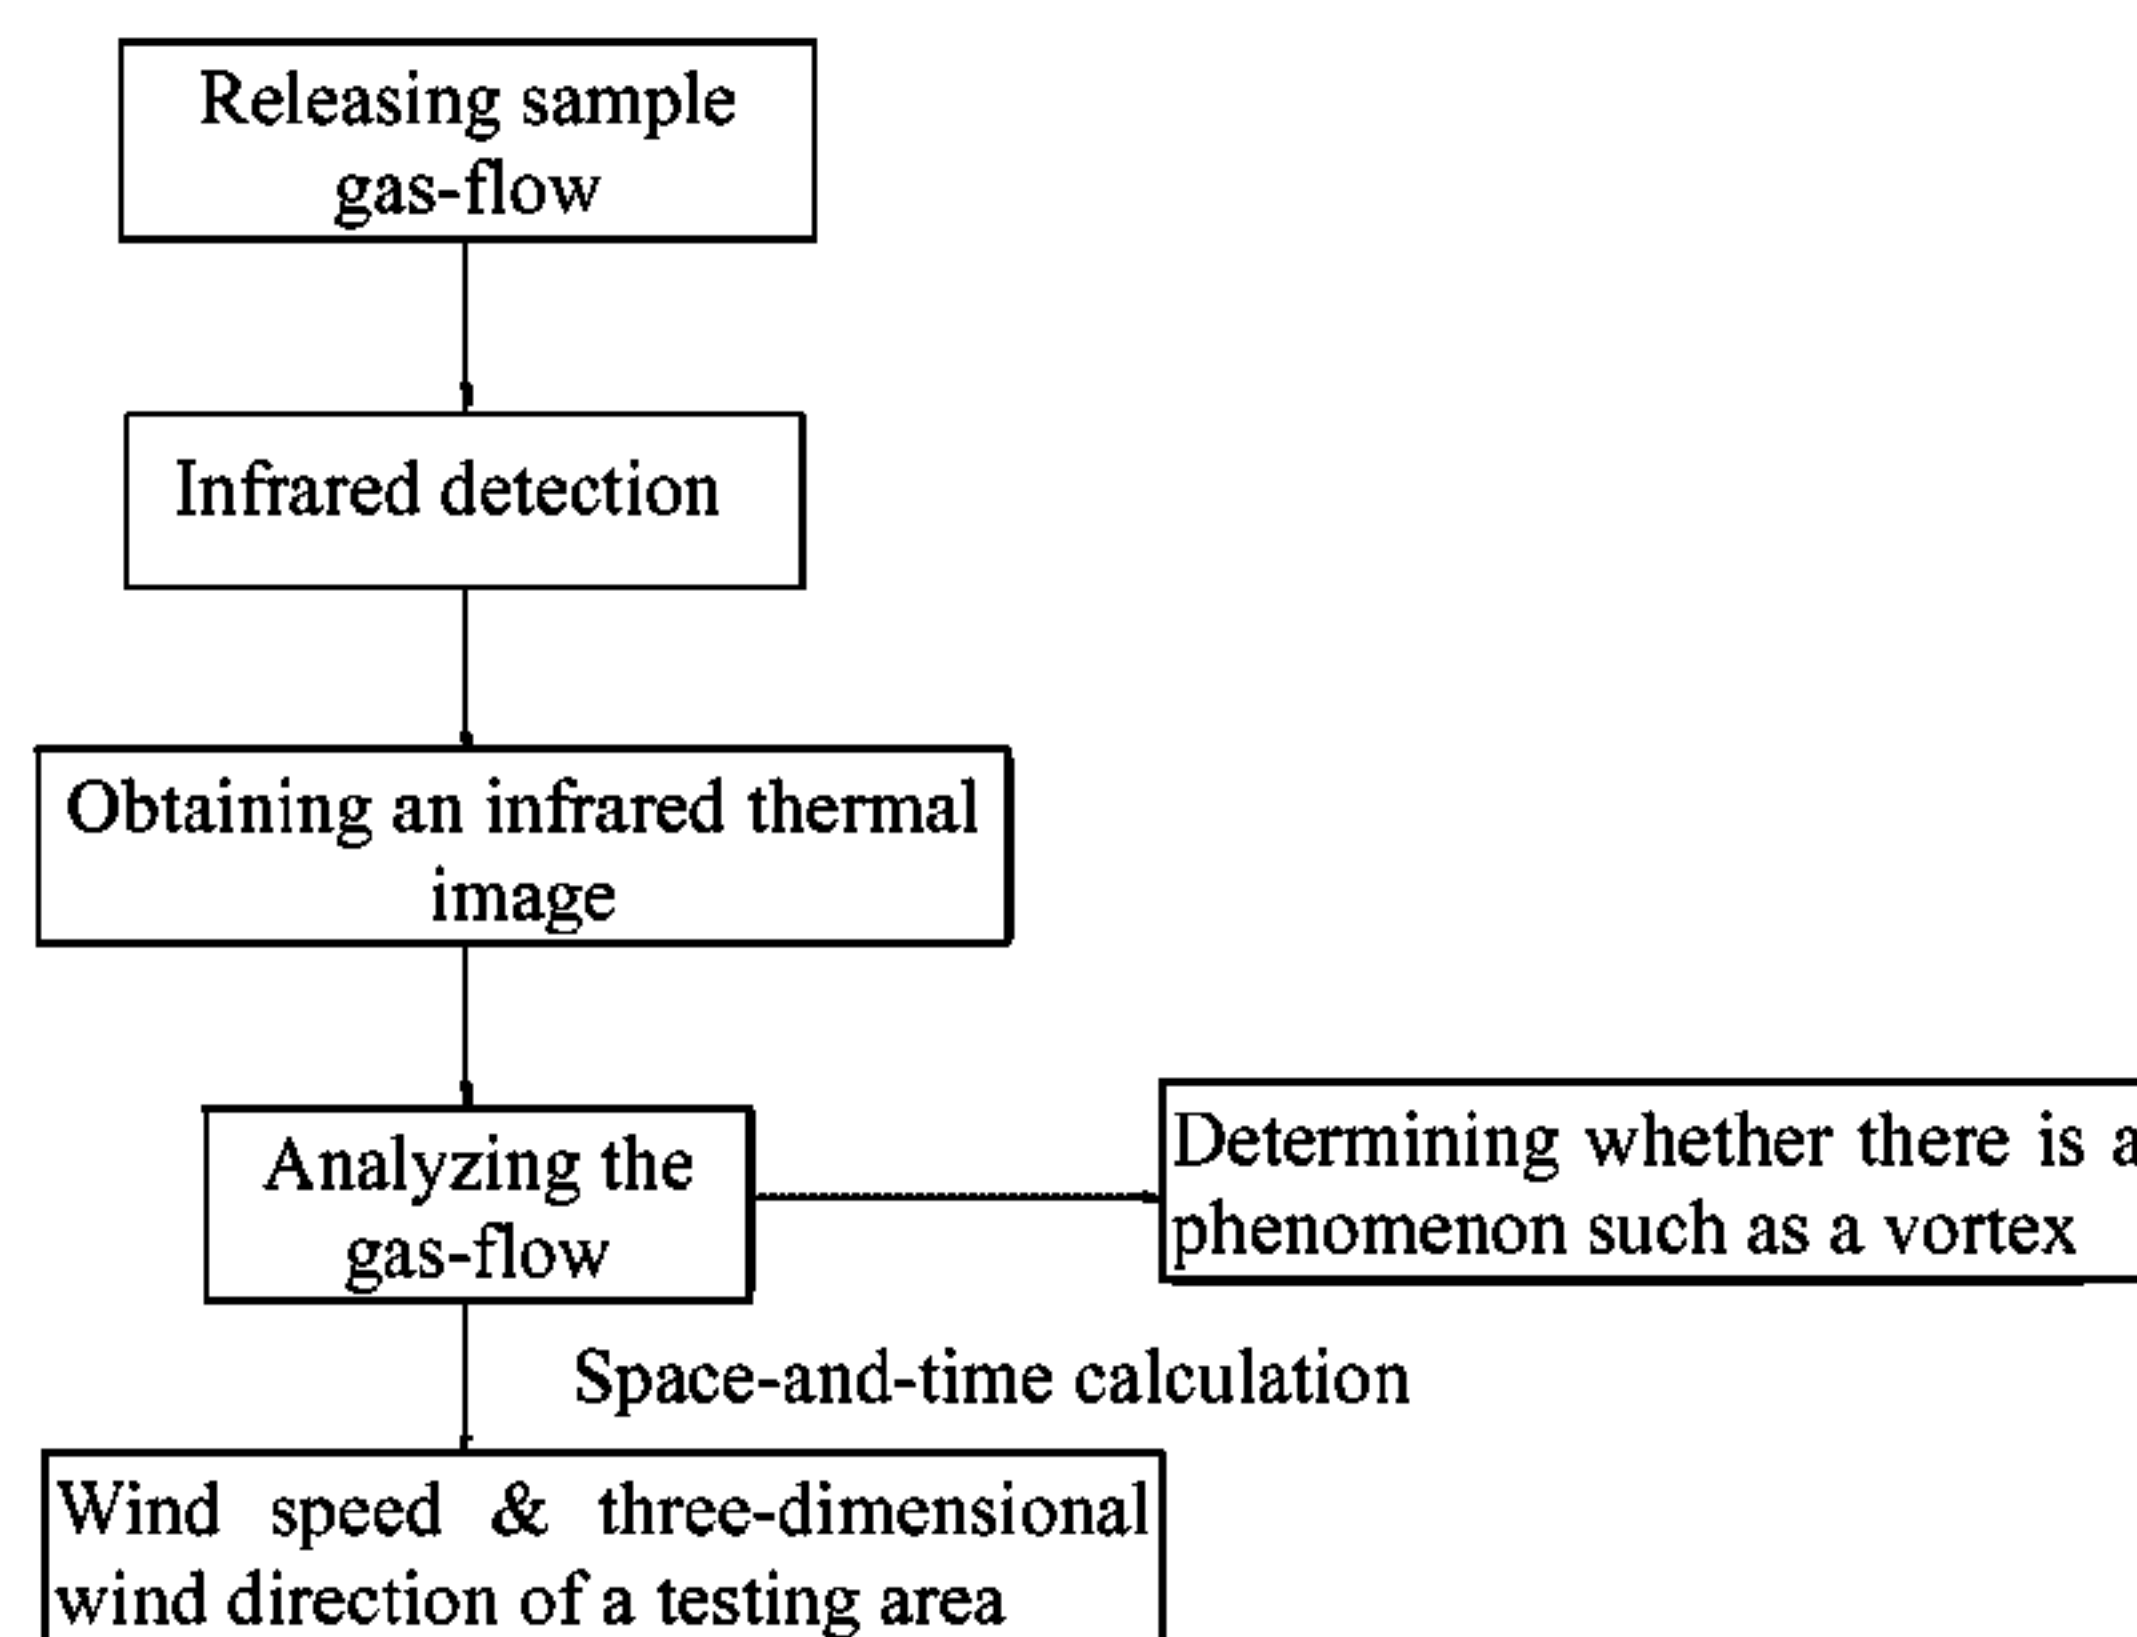 Releasing sample
gas-flow
Infrared detection
Obtaining an infrared thermal
image
Analyzing the
gas-flow
Determining whether there is a
phenomenon such as a vortex
Space-and-time calculation
Wind speed & three-dimensional
wind direction of a testing area